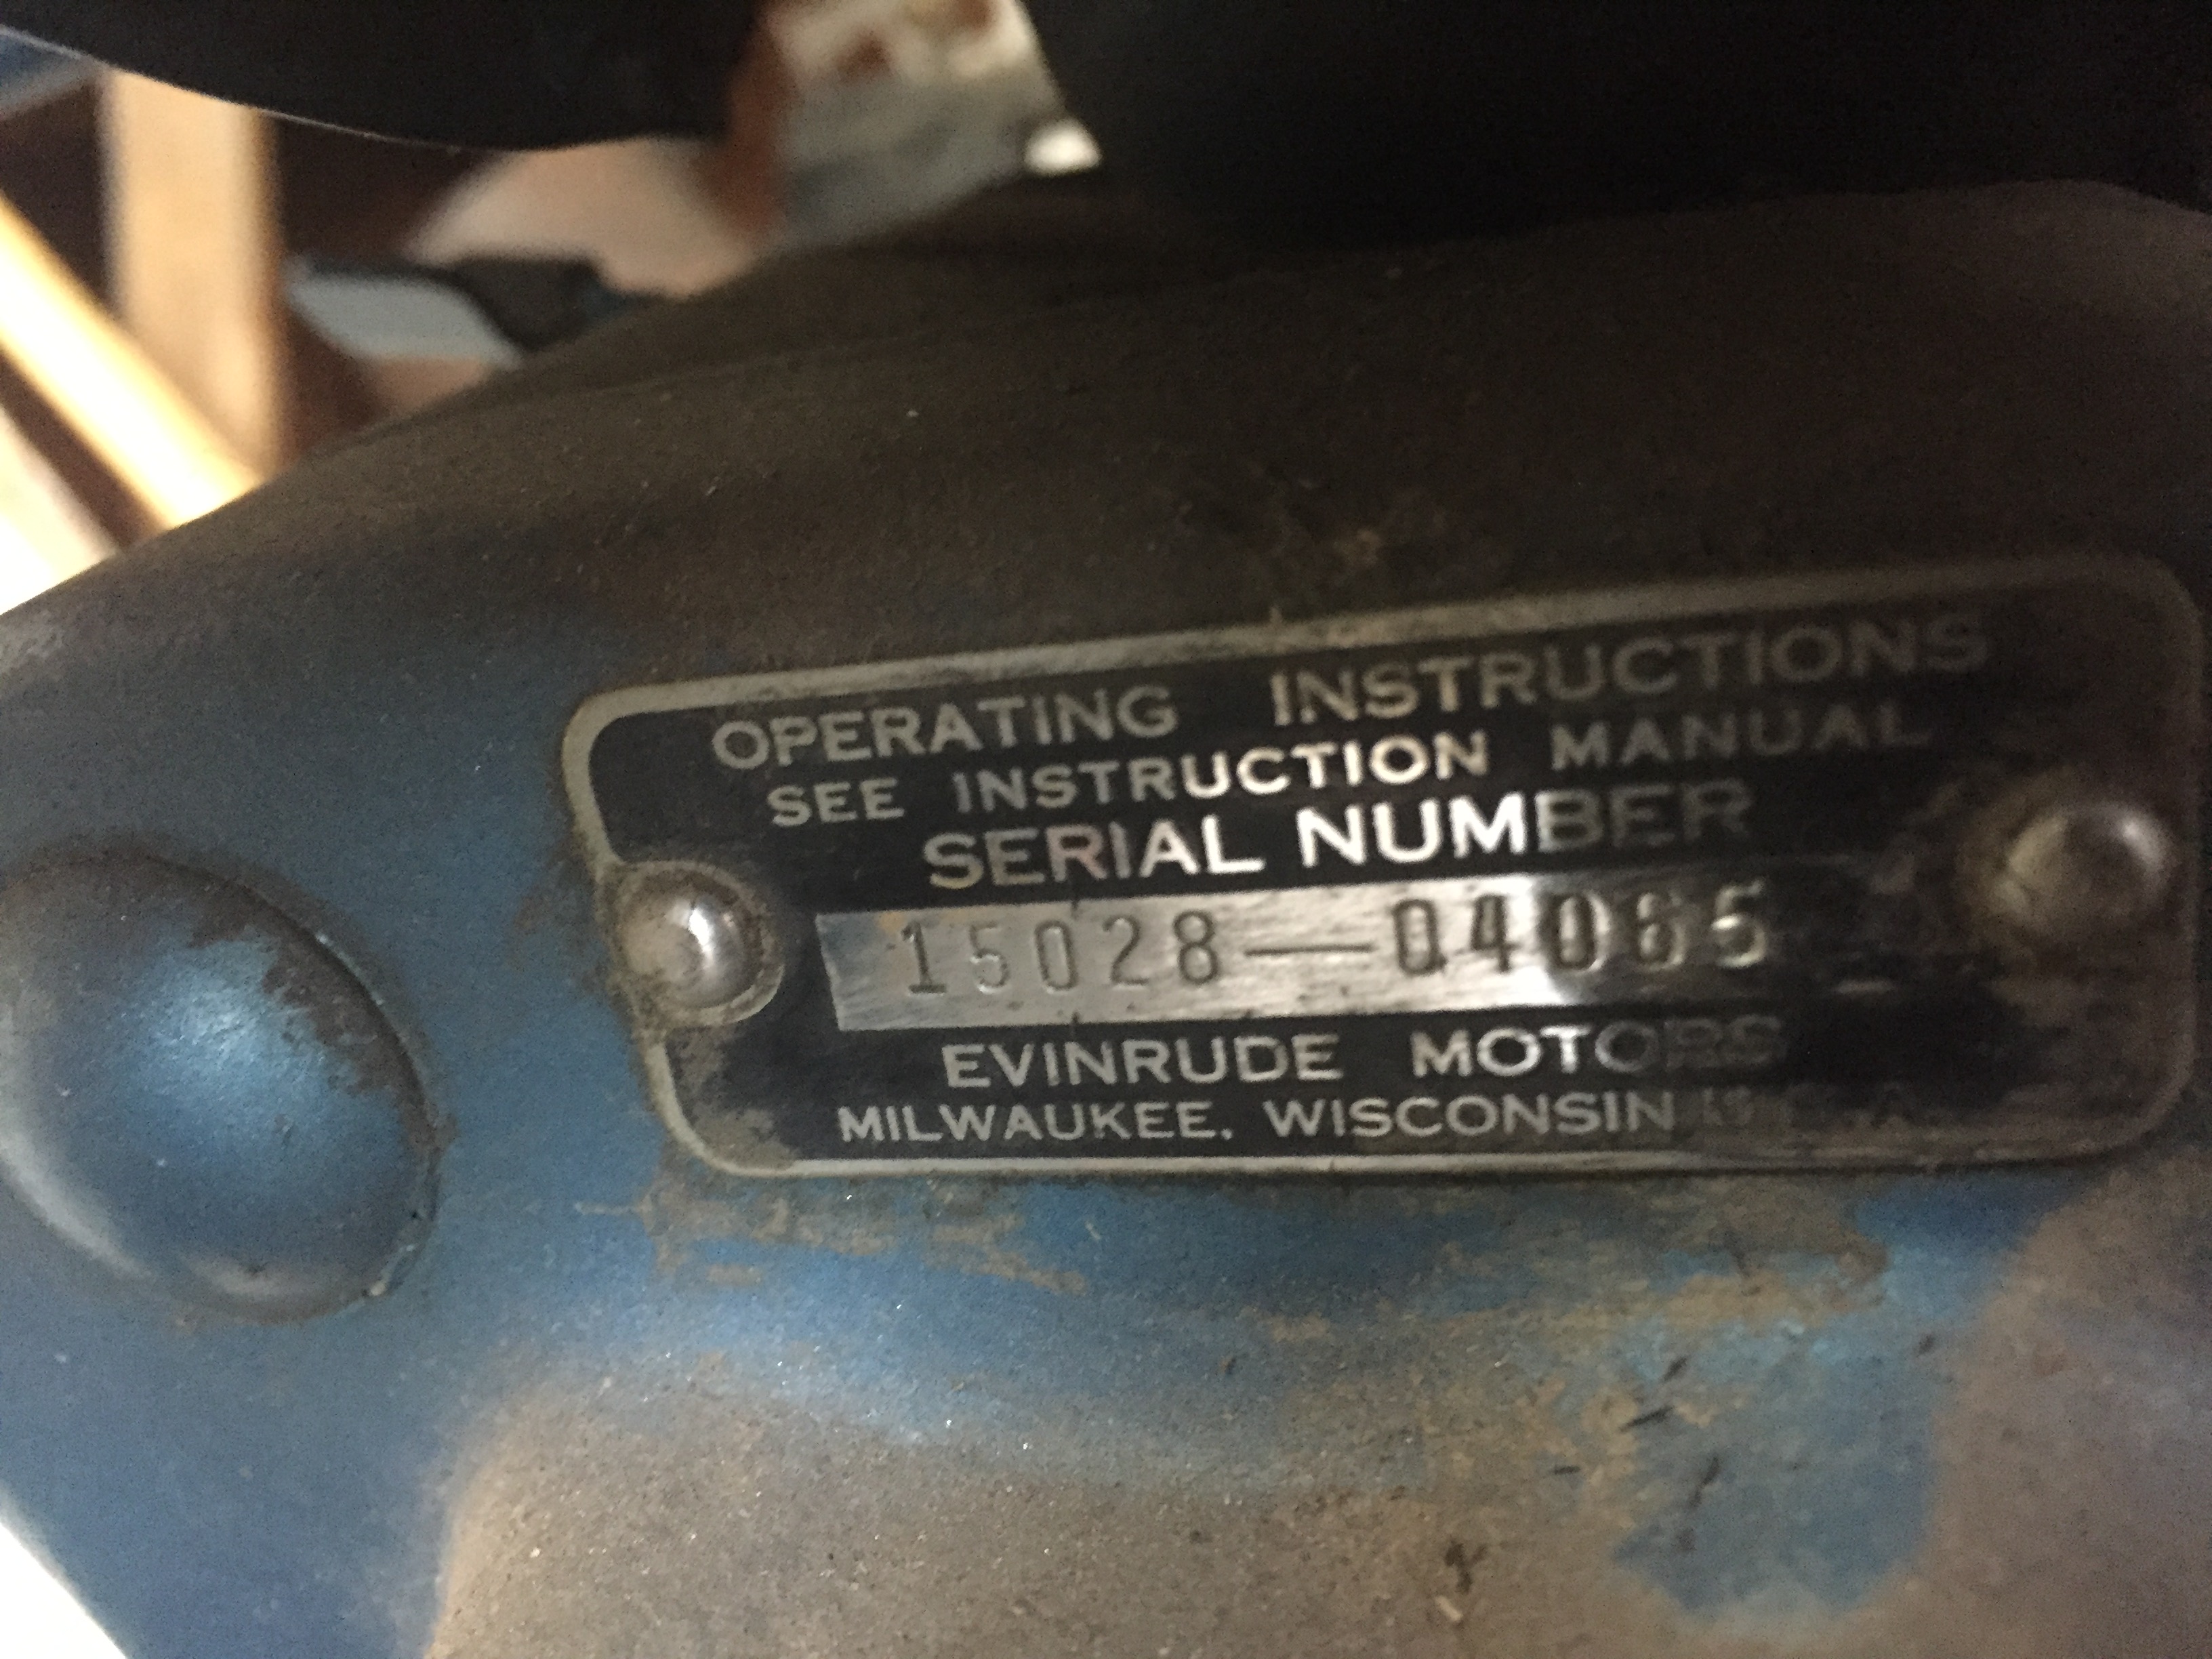 OPERATING INSTRUCTIONS
SEE INSTRUCTION MANUAL
SERIAL NUMBER
15028—04065
EVINRUDE MOTORS
MILWAUKEE, WISCONSIN